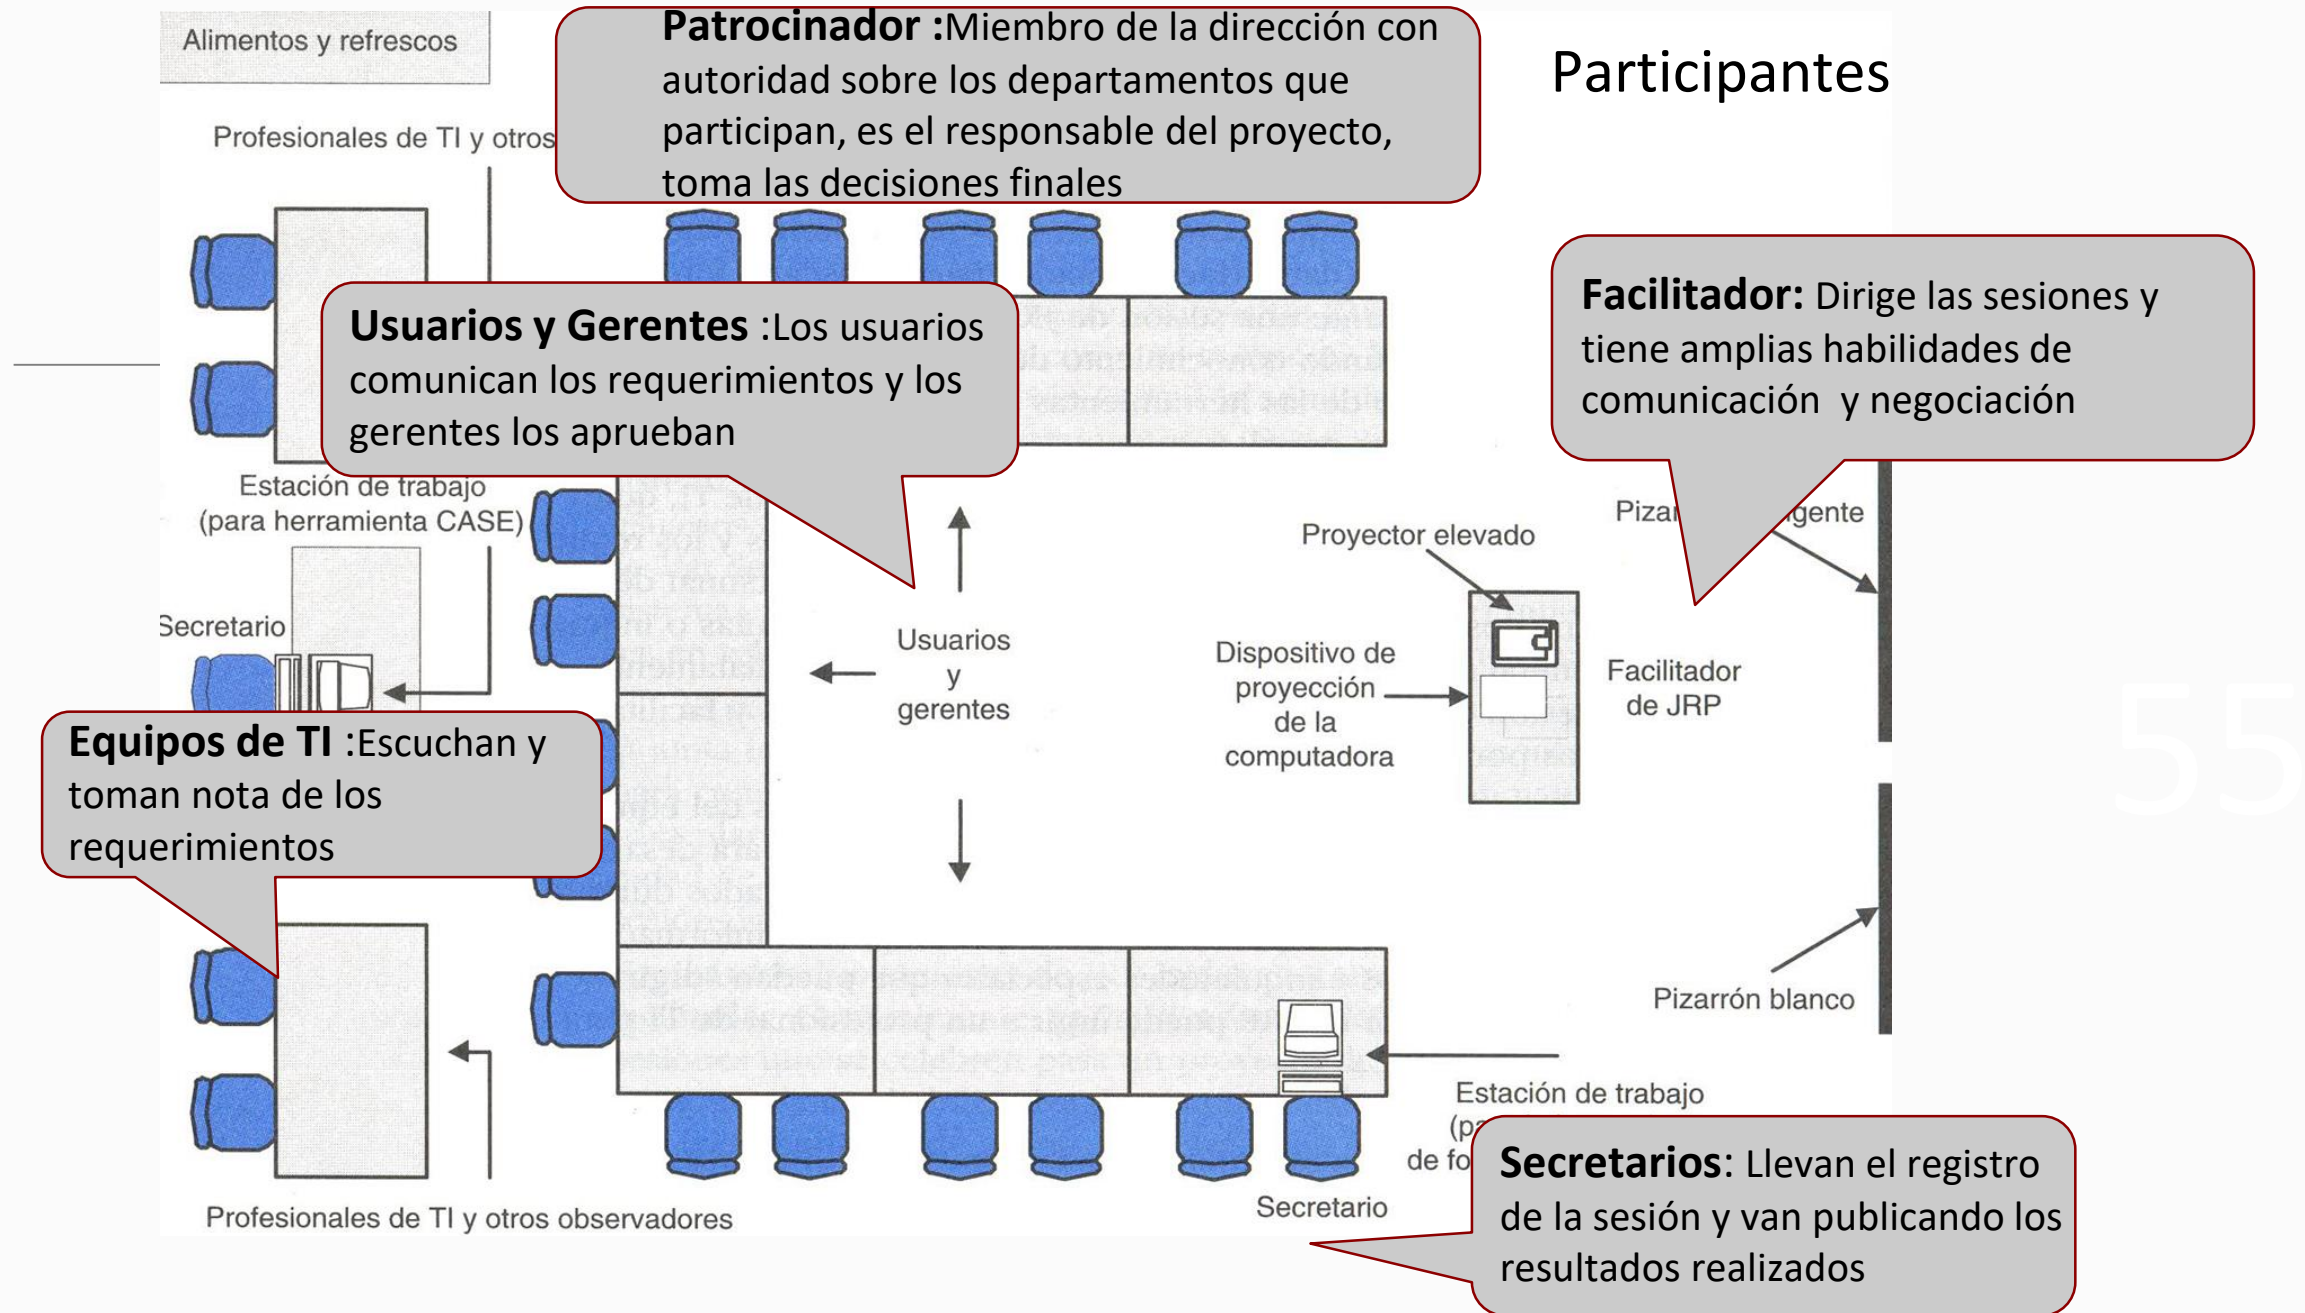 Alimentos y refrescos
Patrocinador :Miembro de la dirección con
autoridad sobre los departamentos que
participan, es el responsable del proyecto,
toma las decisiones finales
Participantes
Profesionales de TI y otros
Usuarios y Gerentes :Los usuarios
comunican los requerimientos y los
gerentes los aprueban
Facilitador: Dirige las sesiones y
tiene amplias habilidades de
comunicación  y negociación
Estación de trabajo
(para herramienta CASE)
Secretario
Equipos de TI :Escuchan y
toman nota de los
requerimientos
Usuarios
y
gerentes
Proyector elevado
Dispositivo de
proyección
de la
computadora
Facilitador
de JRP
55
Pizarrón blanco
Estación de trabajo
Secretario
Secretarios: Llevan el registro
de la sesión y van publicando los
resultados realizados
Profesionales de TI y otros observadores